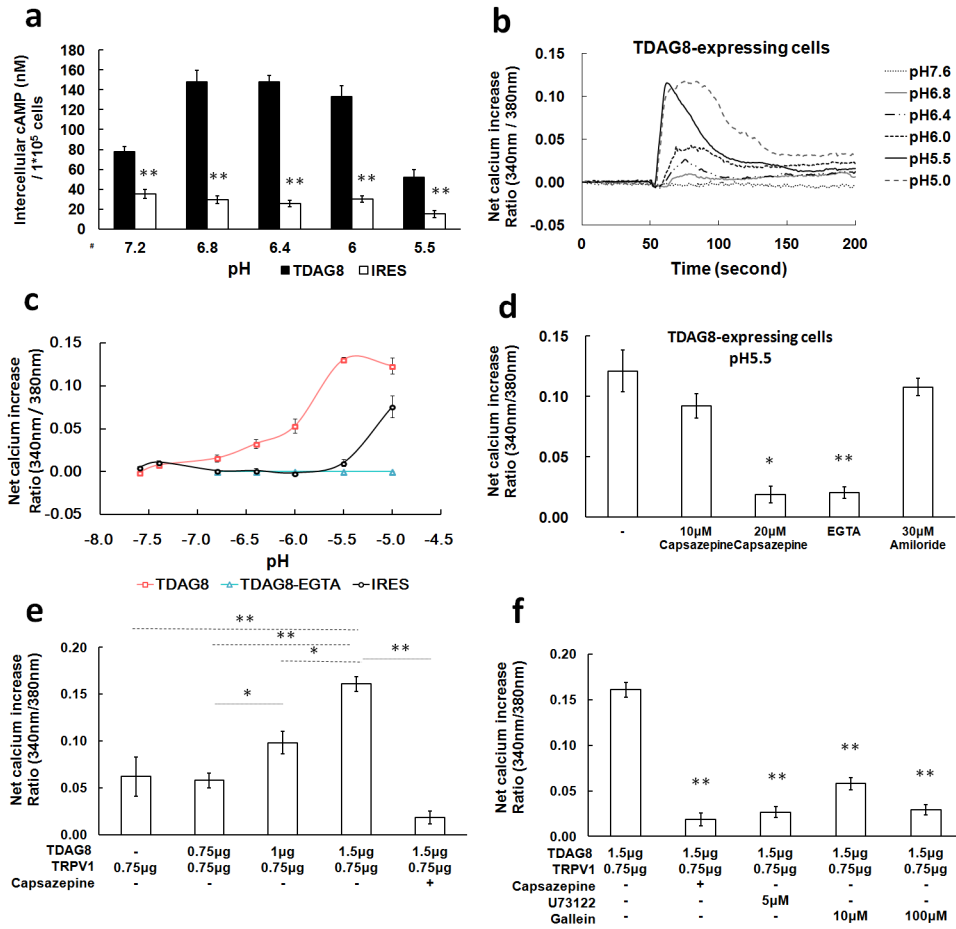 a
Intercellular cAMP (nM)
/ 1*10⁵ cells
180
160
140
120
100
80
60
40
20
0
** ** ** ** **
# 7.2 6.8 6.4 6 5.5
pH
TDAG8 IRES
b
TDAG8-expressing cells
Net calcium increase
Ratio (340nm / 380nm)
0.15
0.10
0.05
0.00
-0.05
0 50 100 150 200
Time (second)
pH7.6
pH6.8
pH6.4
pH6.0
pH5.5
pH5.0
c
Net calcium increase
Ratio (340nm / 380nm)
0.15
0.10
0.05
0.00
-0.05
-8.0 -7.5 -7.0 -6.5 -6.0 -5.5 -5.0 -4.5
pH
TDAG8 TDAG8-EGTA IRES
d
TDAG8-expressing cells
pH5.5
Net calcium increase
Ratio (340nm/380nm)
0.15
0.10
0.05
0.00
* **
- 10µM 20µM EGTA 30µM
Capsazepine Capsazepine Amiloride
e
Net calcium increase
Ratio (340nm/380nm)
0.20
0.15
0.10
0.05
0.00
**
**
* **
*
TDAG8 - 0.75µg 1µg 1.5µg 1.5µg
TRPV1 0.75µg 0.75µg 0.75µg 0.75µg 0.75µg
Capsazepine - - - - +
f
Net calcium increase
Ratio (340nm/380nm)
0.20
0.15
0.10
0.05
0.00
** ** ** **
TDAG8 1.5µg 1.5µg 1.5µg 1.5µg 1.5µg
TRPV1 0.75µg 0.75µg 0.75µg 0.75µg 0.75µg
Capsazepine - + - - -
U73122 - - 5µM - -
Gallein - - - 10µM 100µM